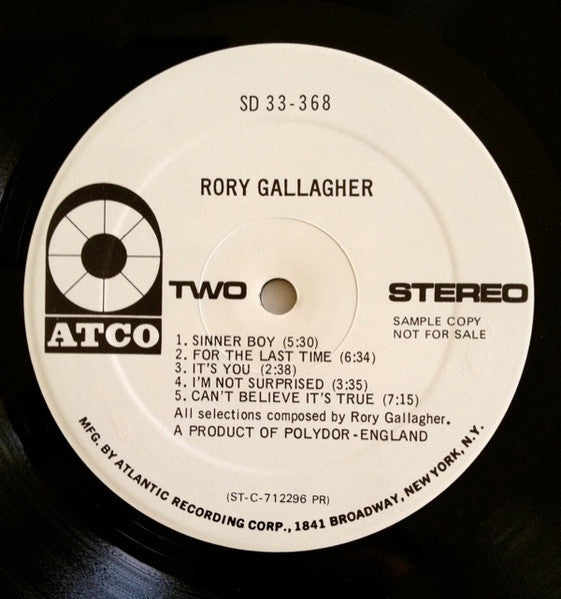 SD 33-368
RORY GALLAGHER
ATCO
TWO
STEREO
SAMPLE COPY
NOT FOR SALE
1. SINNER BOY (5:30)
2. FOR THE LAST TIME (6:34)
3. IT'S YOU (2:38)
4. I'M NOT SURPRISED (3:35)
5. CAN'T BELIEVE IT'S TRUE (7:15)
All selections composed by Rory Gallagher.
A PRODUCT OF POLYDOR-ENGLAND
(ST-C-712296 PR)
MFG. BY ATLANTIC RECORDING CORP., 1841 BROADWAY, NEW YORK, N.Y.